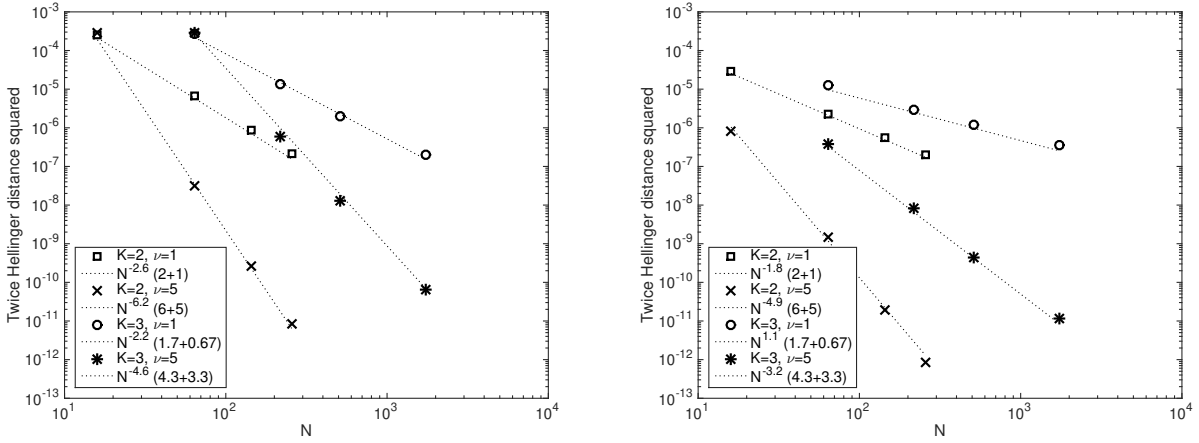 10^-3
10^-4
10^-5
10^-6
10^-7
10^-8
10^-9
10^-10
10^-11
10^-12
10^-13
Twice Hellinger distance squared
K=2, ν=1
N^-2.6 (2+1)
K=2, ν=5
N^-6.2 (6+5)
K=3, ν=1
N^-2.2 (1.7+0.67)
K=3, ν=5
N^-4.6 (4.3+3.3)
10^1 10^2 10^3 10^4
N
10^-3
10^-4
10^-5
10^-6
10^-7
10^-8
10^-9
10^-10
10^-11
10^-12
10^-13
Twice Hellinger distance squared
K=2, ν=1
N^-1.8 (2+1)
K=2, ν=5
N^-4.9 (6+5)
K=3, ν=1
N^1.1 (1.7+0.67)
K=3, ν=5
N^-3.2 (4.3+3.3)
10^1 10^2 10^3 10^4
N